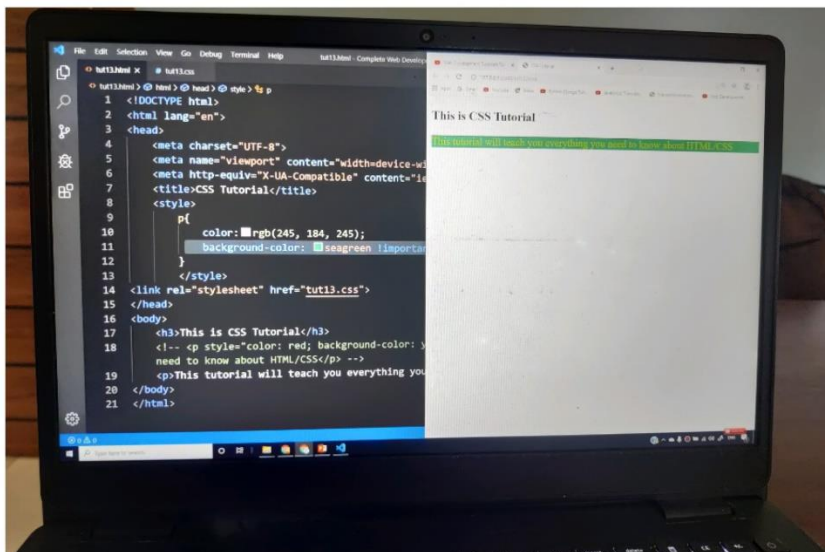 File Edit Selection View Go Debug Terminal Help
tut13.html - Complete Web Develop
tut13.html × # tut13.css
tut13.html > html > head > style > p
1 <!DOCTYPE html>
2 <html lang="en">
3 <head>
4 <meta charset="UTF-8">
5 <meta name="viewport" content="width=device-wi
6 <meta http-equiv="X-UA-Compatible" content="ie
7 <title>CSS Tutorial</title>
8 <style>
9 p{
10 color: rgb(245, 184, 245);
11 background-color: seagreen !importan
12 }
13 </style>
14 <link rel="stylesheet" href="tut13.css">
15 </head>
16 <body>
17 <h3>This is CSS Tutorial</h3>
18 <!-- <p style="color: red; background-color: y
need to know about HTML/CSS</p> -->
19 <p>This tutorial will teach you everything you
20 </body>
21 </html>
This is CSS Tutorial
This tutorial will teach you everything you need to know about HTML/CSS
Type here to search